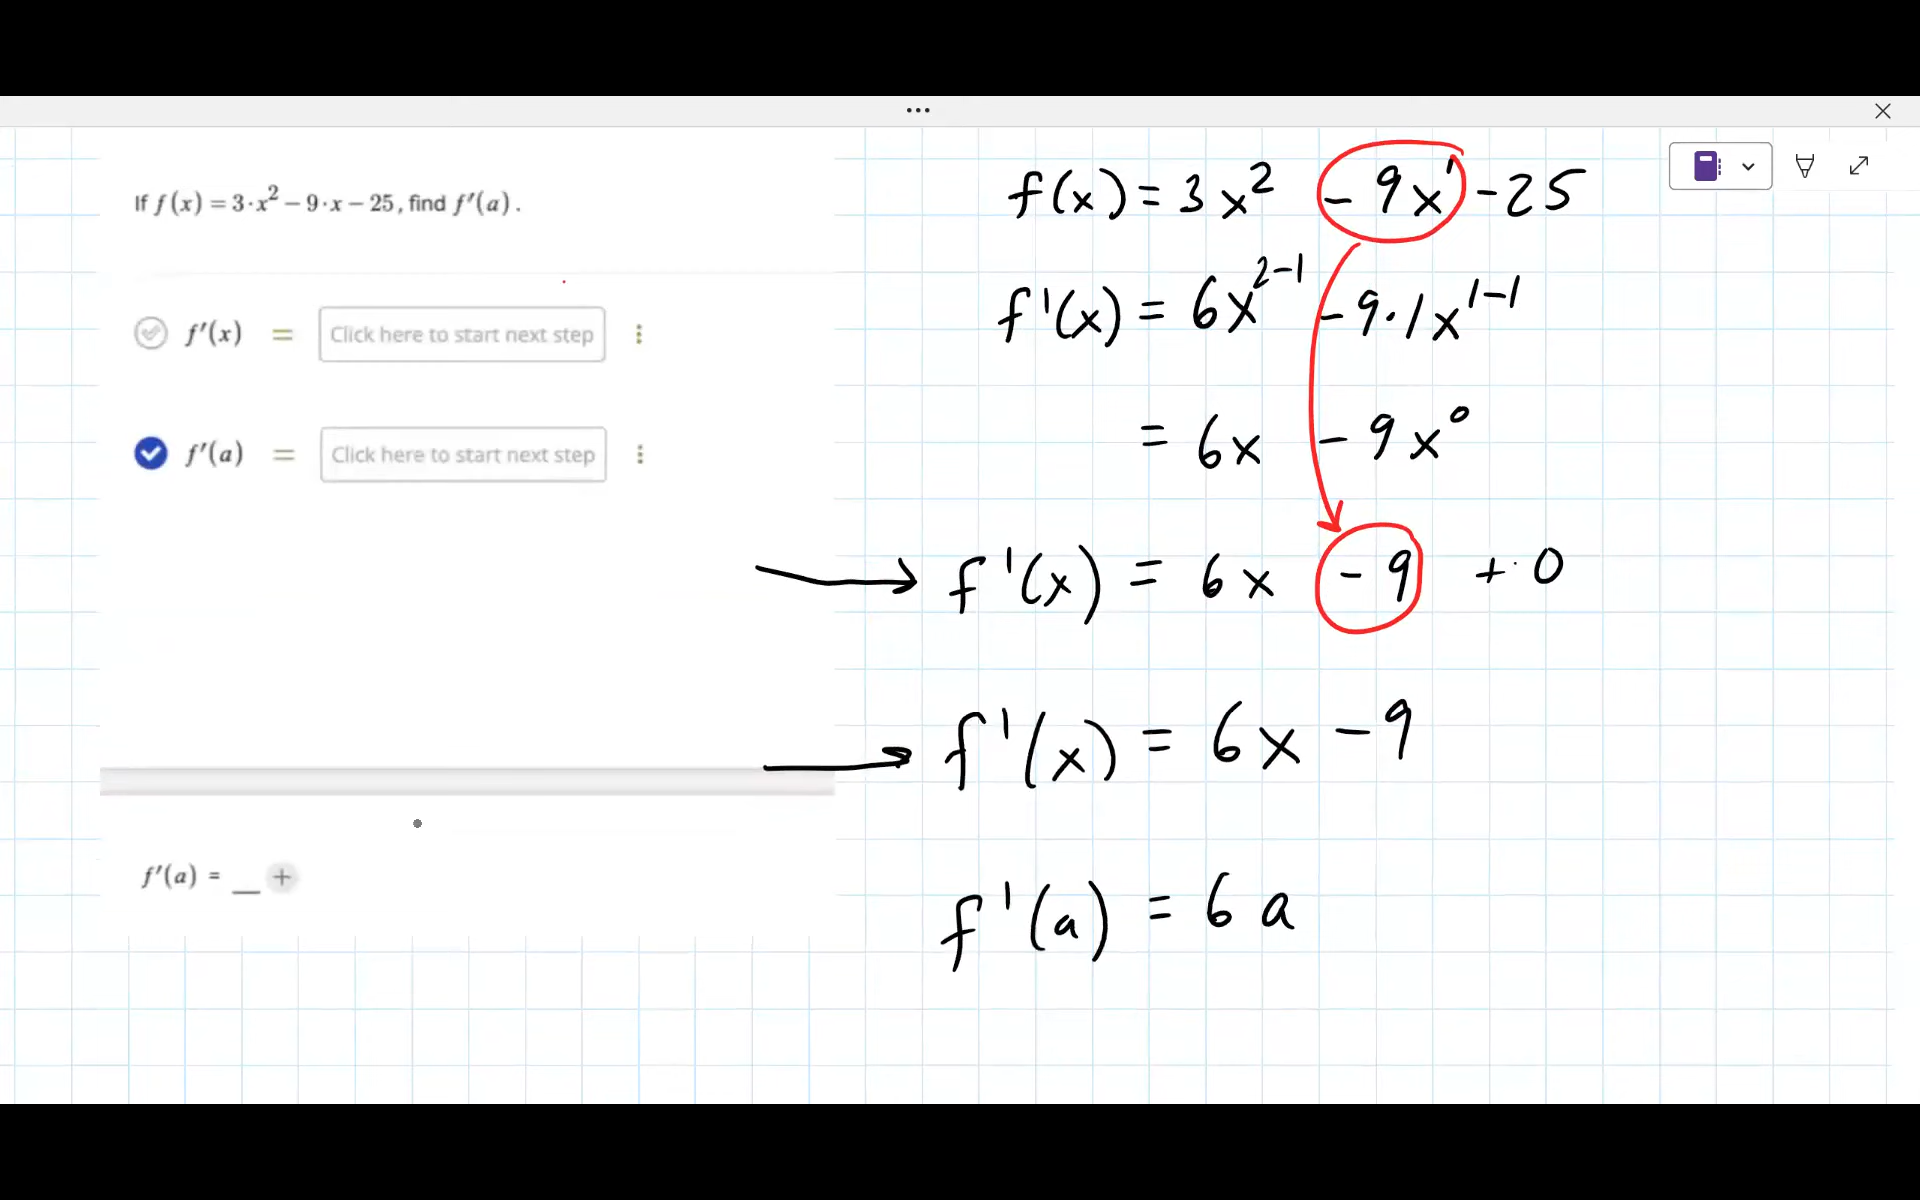 If f(x) = 3·x² − 9·x − 25, find f′(a).
f′(x) = Click here to start next step
f′(a) = Click here to start next step
f′(a) = __ +
f(x) = 3x² − 9x¹ − 25
f'(x) = 6x²⁻¹ − 9·1x¹⁻¹
= 6x − 9x⁰
f'(x) = 6x − 9 + 0
f'(x) = 6x − 9
f'(a) = 6a